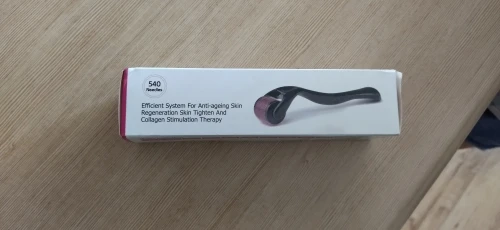 540
Needles
Efficient System For Anti-ageing Skin
Regeneration Skin Tighten And
Collagen Stimulation Therapy